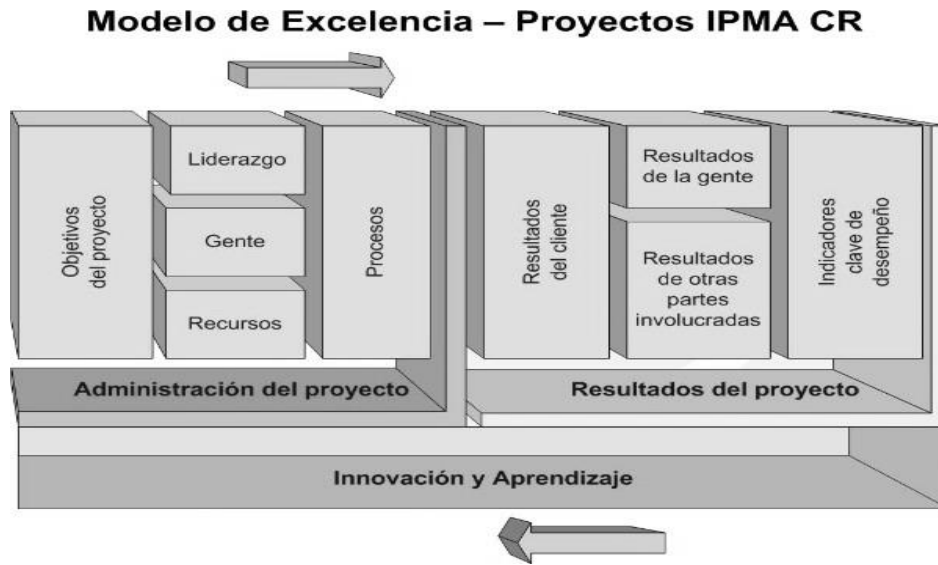 Modelo de Excelencia – Proyectos IPMA CR
Objetivos
del proyecto
Liderazgo
Gente
Recursos
Procesos
Resultados
del cliente
Resultados
de la gente
Resultados
de otras
partes
involucradas
Indicadores
clave de
desempeño
Administración del proyecto
Resultados del proyecto
Innovación y Aprendizaje